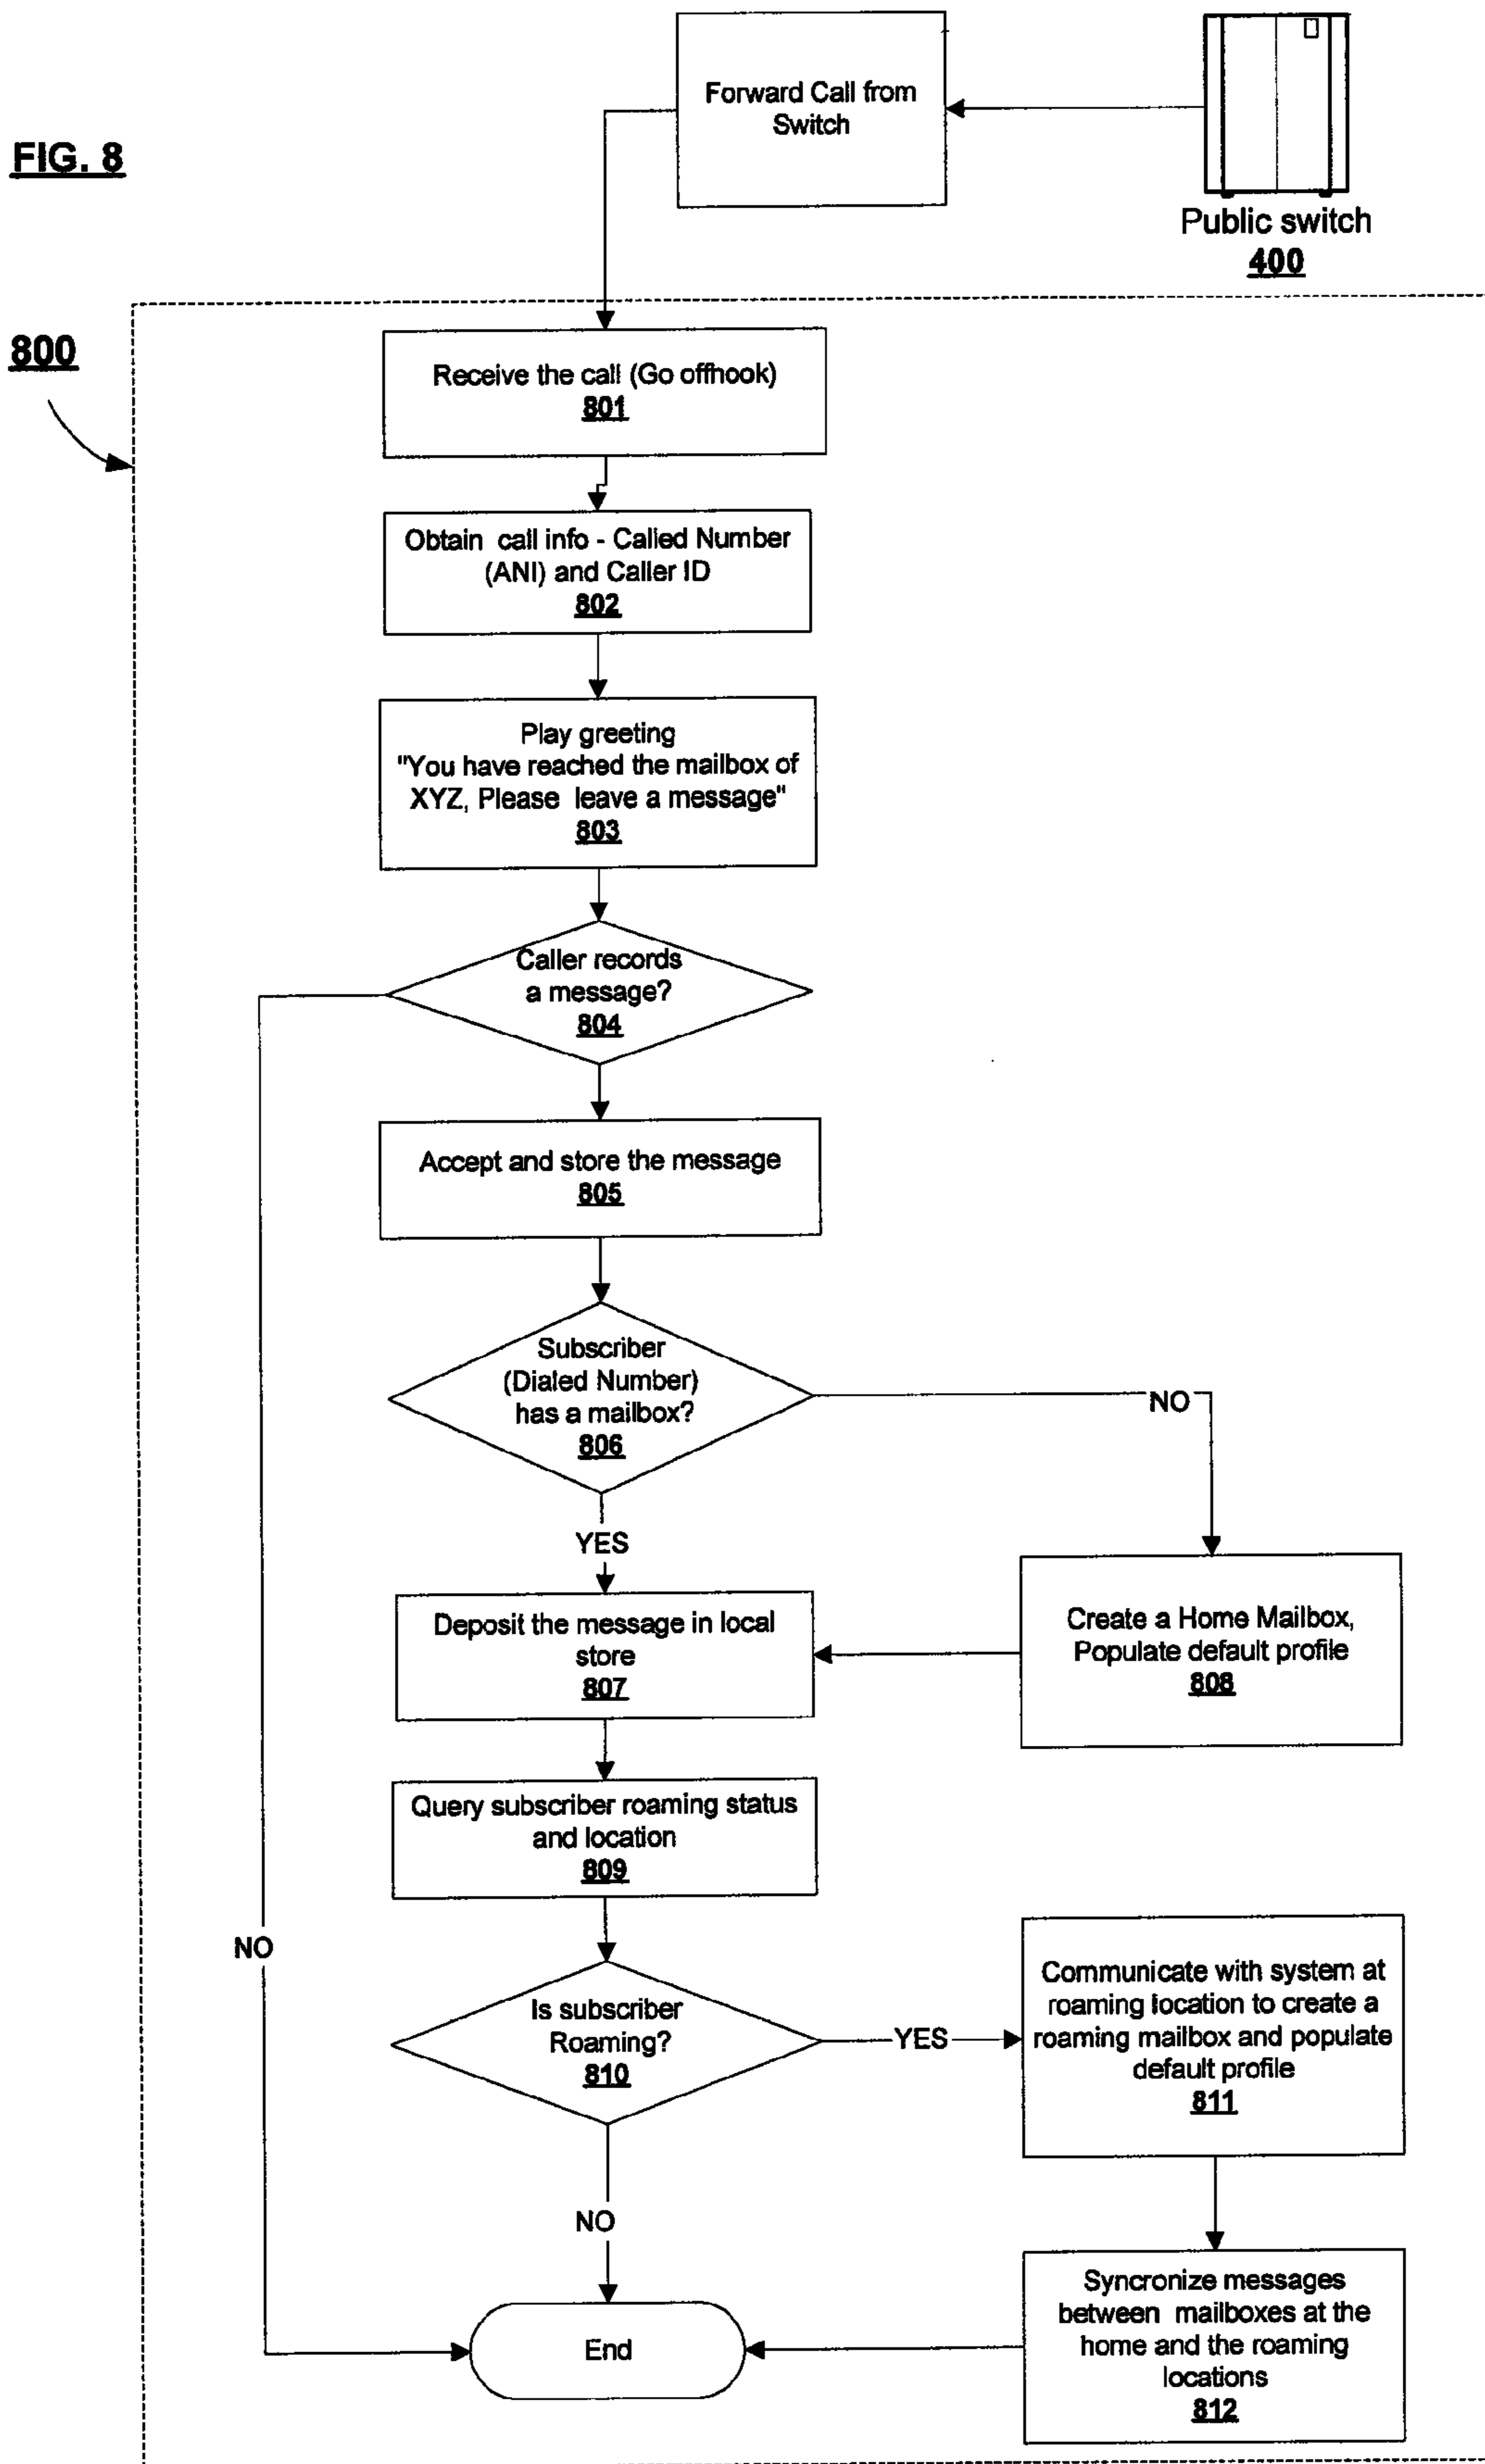 FIG. 8
Forward Call from
Switch
Public switch
400
800
Receive the call (Go offhook)
801
Obtain call info - Called Number
(ANI) and Caller ID
802
Play greeting
"You have reached the mailbox of
XYZ, Please leave a message"
803
Caller records
a message?
804
Accept and store the message
805
Subscriber
(Dialed Number)
has a mailbox?
806
NO
YES
Deposit the message in local
store
807
Create a Home Mailbox,
Populate default profile
808
Query subscriber roaming status
and location
809
NO
Is subscriber
Roaming?
810
YES
Communicate with system at
roaming location to create a
roaming mailbox and populate
default profile
811
NO
End
Syncronize messages
between mailboxes at the
home and the roaming
locations
812